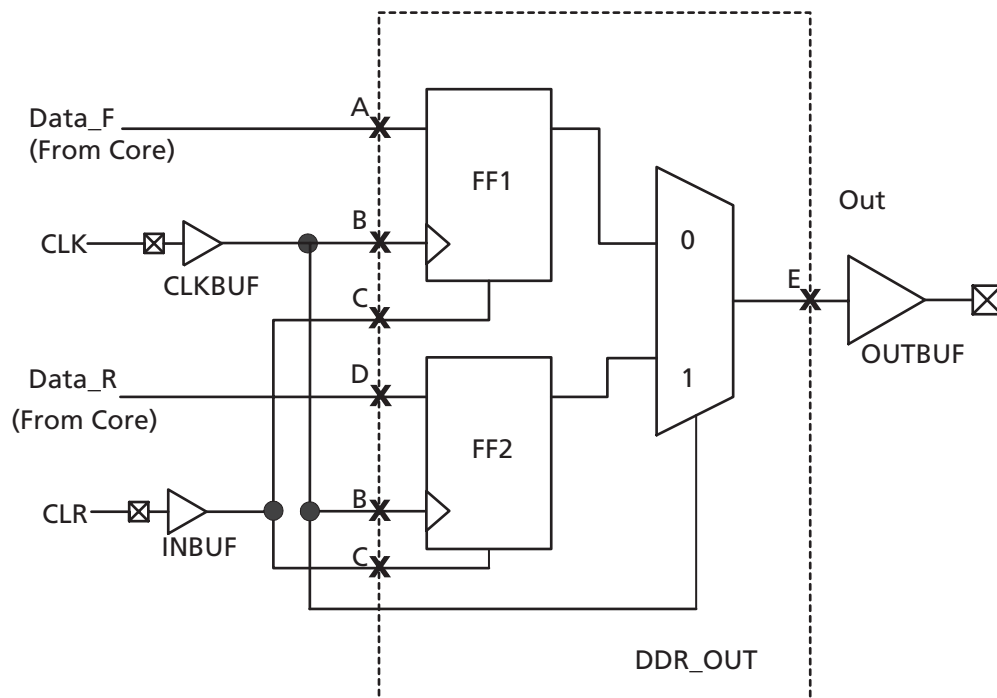 A
Data_F
(From Core)
FF1
B
CLK
CLKBUF
C
0
Out
E
OUTBUF
Data_R
(From Core)
D
1
FF2
B
CLR
INBUF
C
DDR_OUT